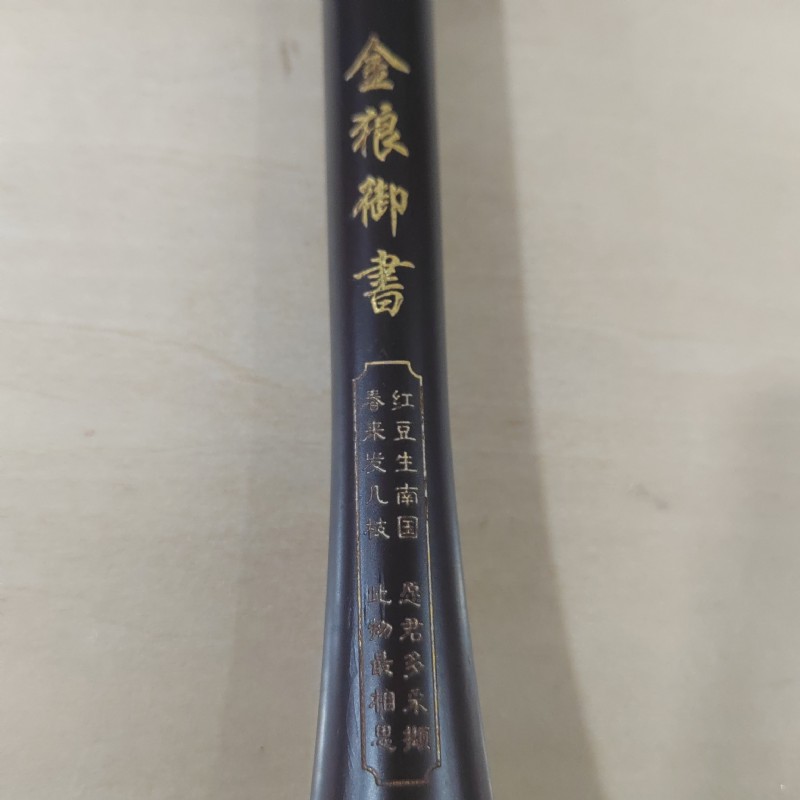 金狼御書
红豆生南国
春来发几枝
愿君多采撷
此物最相思